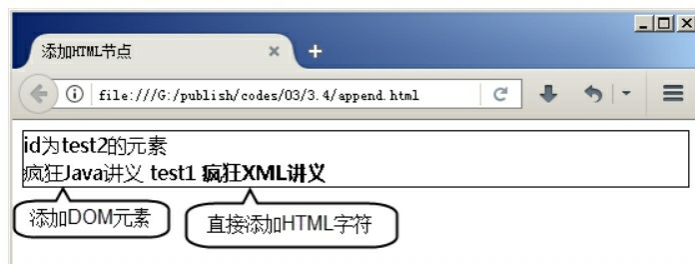 添加HTML节点
file:///G:/publish/codes/03/3.4/append.html
id为test2的元素
疯狂Java讲义 test1 疯狂XML讲义
添加DOM元素
直接添加HTML字符